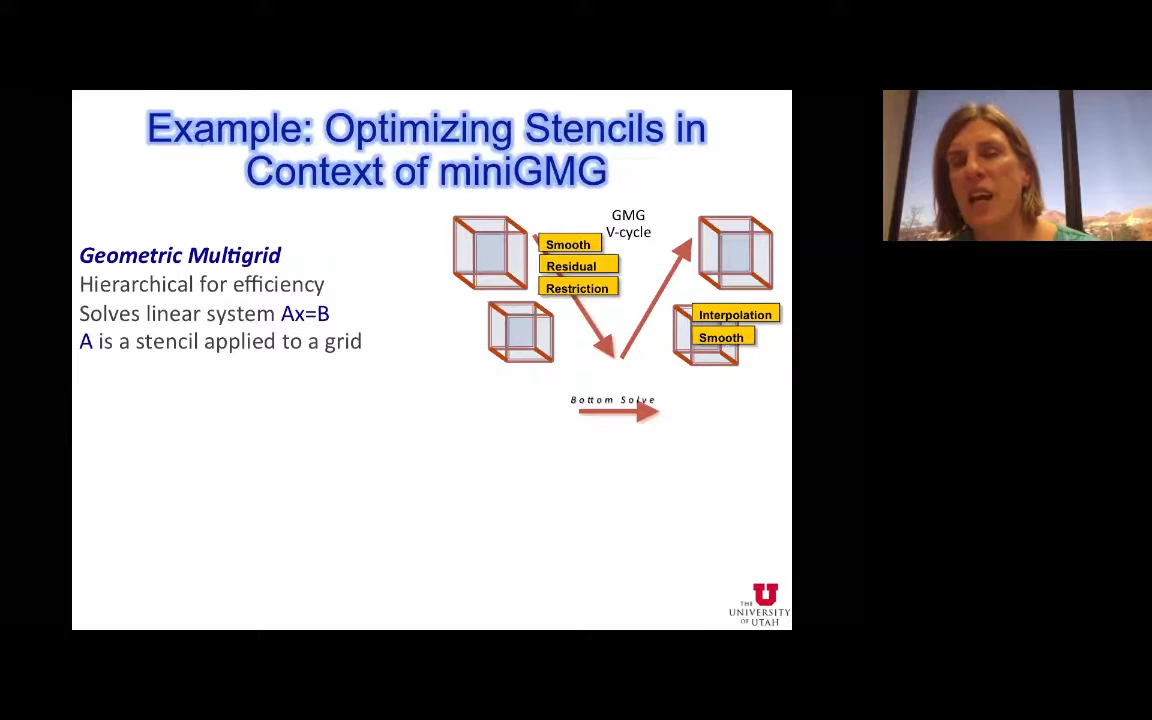 Example: Optimizing Stencils in
Context of miniGMG
Geometric Multigrid
Hierarchical for efficiency
Solves linear system Ax=B
A is a stencil applied to a grid
GMG
V-cycle
Smooth
Residual
Restriction
Interpolation
Smooth
Bottom Solve
THE
UNIVERSITY
OF UTAH